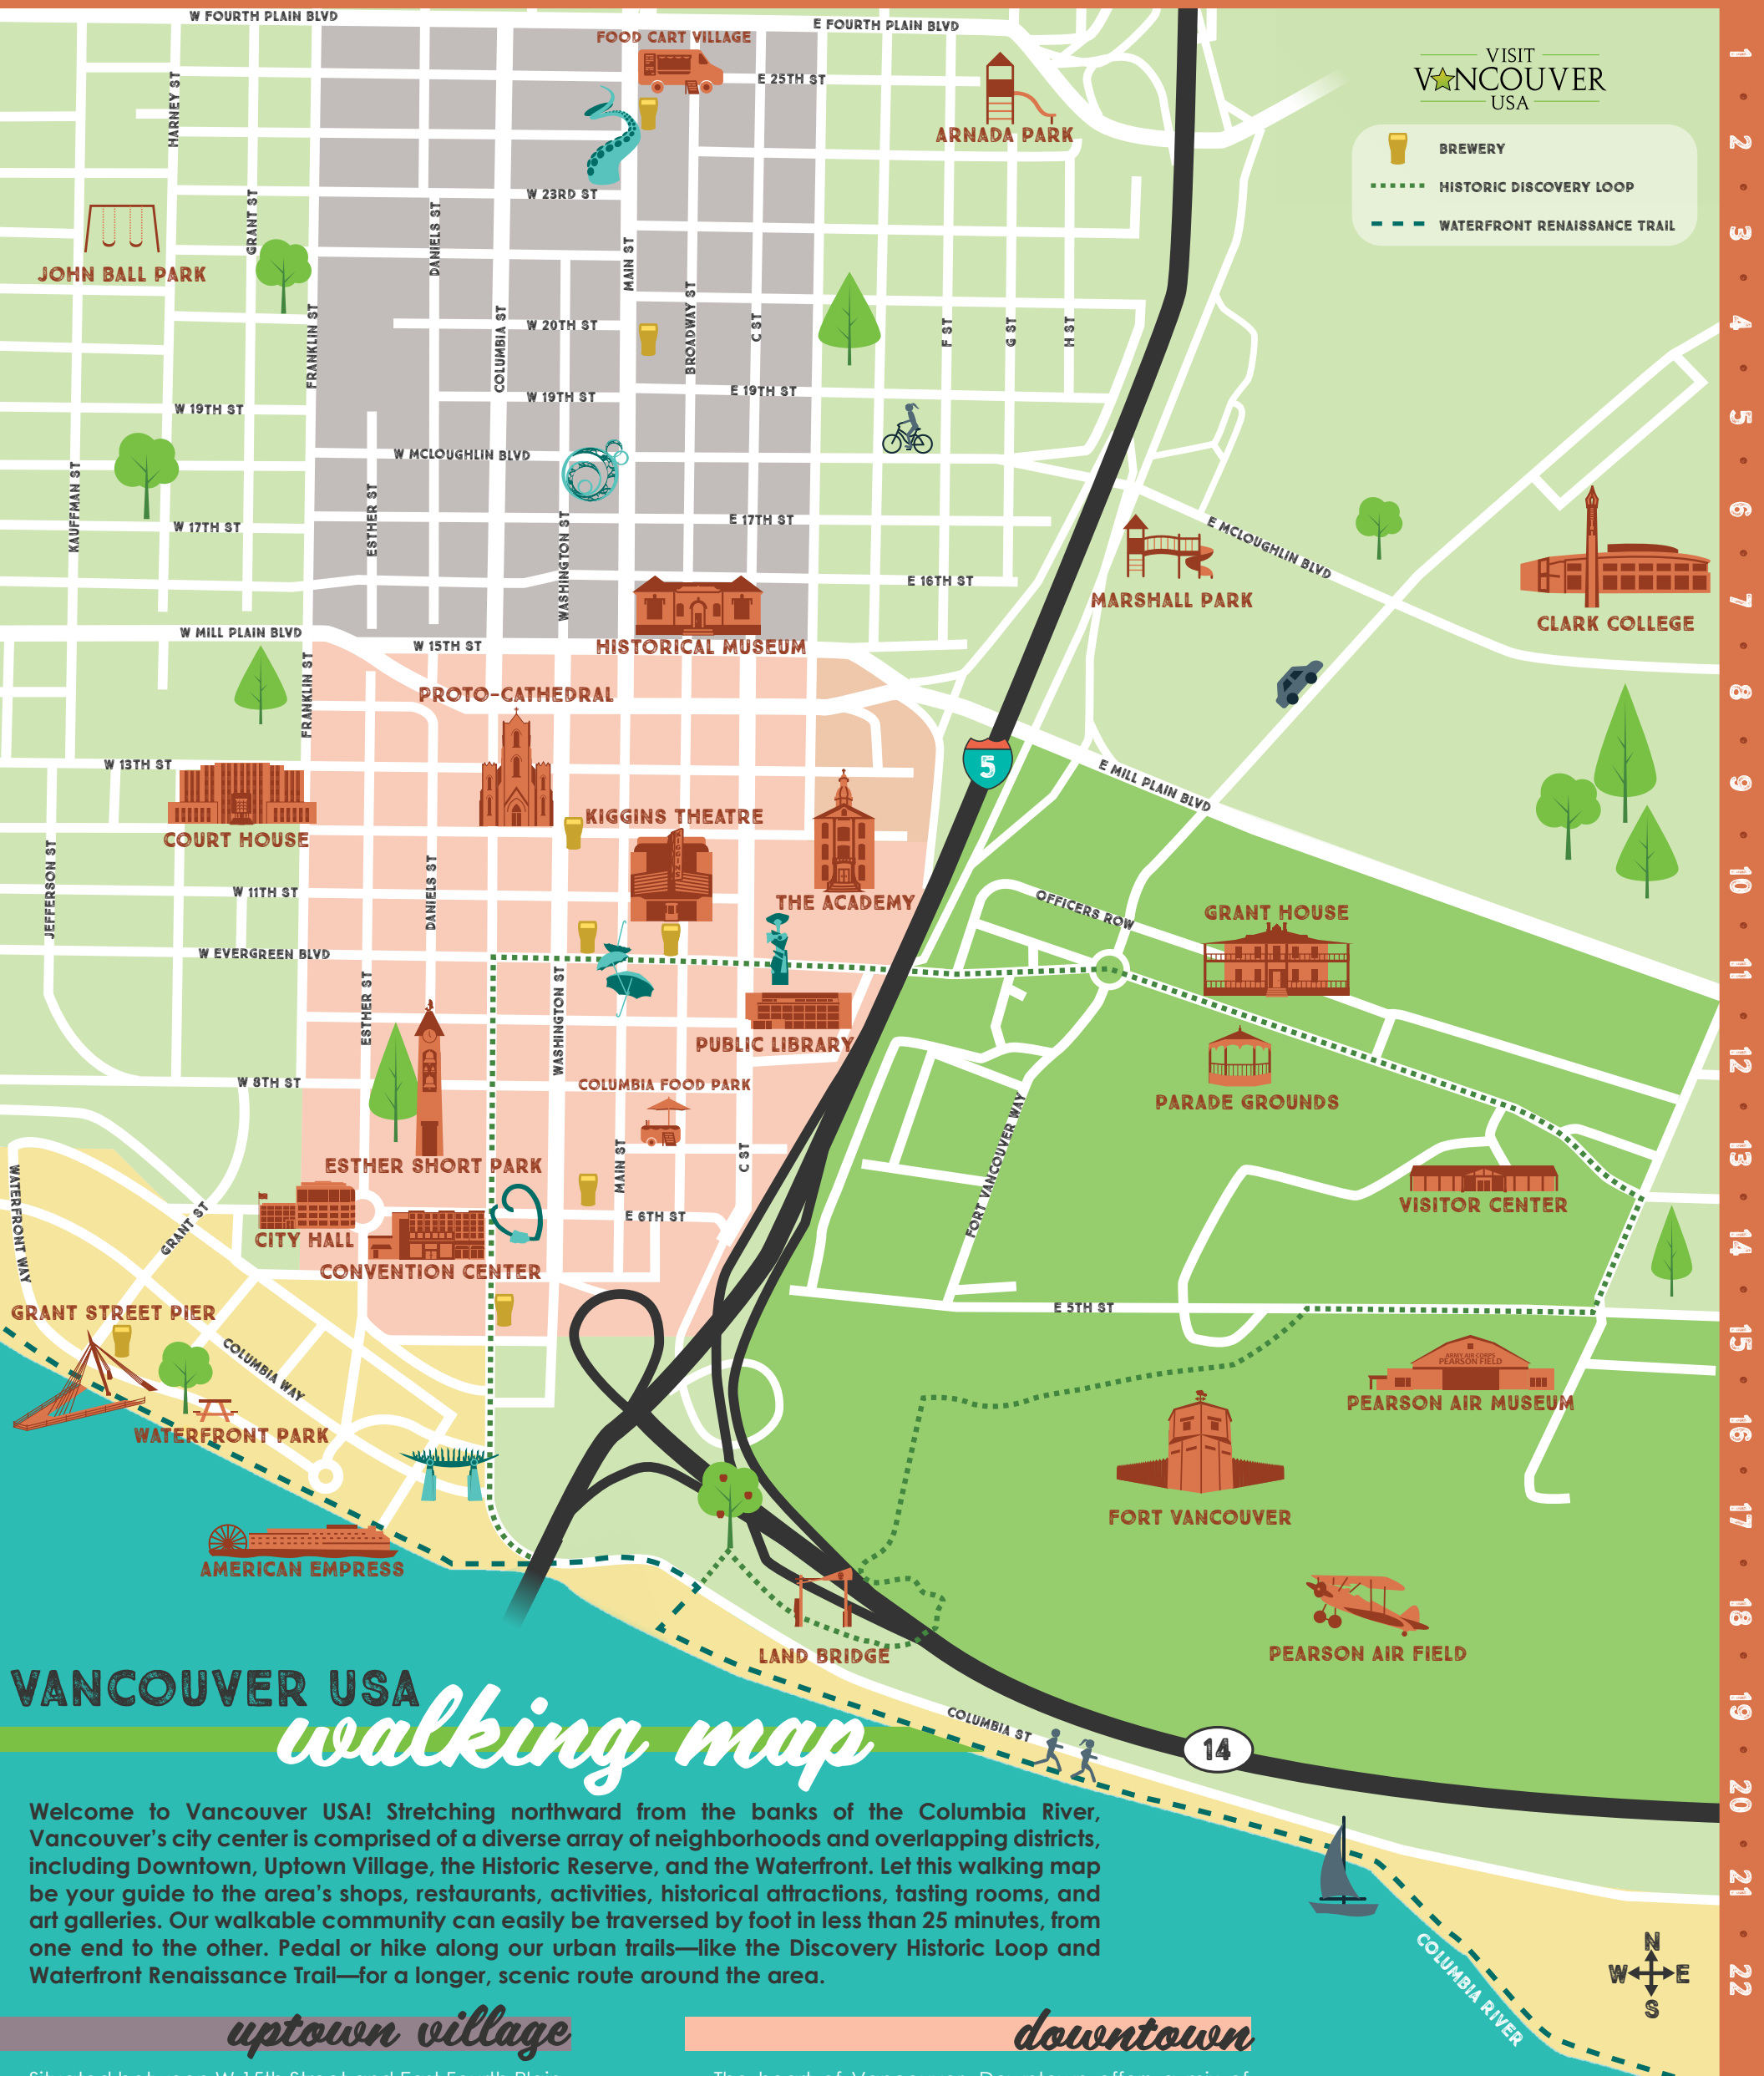 W FOURTH PLAIN BLVD
E FOURTH PLAIN BLVD
FOOD CART VILLAGE
E 25TH ST
ARNADA PARK
HARNEY ST
VISIT
VANCOUVER
USA
BREWERY
HISTORIC DISCOVERY LOOP
WATERFRONT RENAISSANCE TRAIL
1
2
3
4
5
6
7
8
9
10
11
12
13
14
15
16
17
18
19
20
21
22
W 23RD ST
GRANT ST
DANIELS ST
MAIN ST
JOHN BALL PARK
FRANKLIN ST
COLUMBIA ST
W 20TH ST
BROADWAY ST
C ST
F ST
G ST
H ST
W 19TH ST
W 19TH ST
E 19TH ST
W MCLOUGHLIN BLVD
KAUFFMAN ST
ESTHER ST
W 17TH ST
E 17TH ST
WASHINGTON ST
E MCLOUGHLIN BLVD
E 16TH ST
MARSHALL PARK
CLARK COLLEGE
W MILL PLAIN BLVD
W 15TH ST
HISTORICAL MUSEUM
FRANKLIN ST
PROTO-CATHEDRAL
W 13TH ST
5
E MILL PLAIN BLVD
COURT HOUSE
KIGGINS THEATRE
KIGGINS
JEFFERSON ST
DANIELS ST
W 11TH ST
THE ACADEMY
OFFICERS ROW
GRANT HOUSE
W EVERGREEN BLVD
ESTHER ST
WASHINGTON ST
PUBLIC LIBRARY
W 8TH ST
COLUMBIA FOOD PARK
PARADE GROUNDS
FORT VANCOUVER WAY
MAIN ST
C ST
ESTHER SHORT PARK
WATERFRONT WAY
GRANT ST
VISITOR CENTER
E 6TH ST
CITY HALL
CONVENTION CENTER
GRANT STREET PIER
E 5TH ST
COLUMBIA WAY
ARMY AIR CORPS
PEARSON FIELD
PEARSON AIR MUSEUM
WATERFRONT PARK
FORT VANCOUVER
AMERICAN EMPRESS
LAND BRIDGE
PEARSON AIR FIELD
COLUMBIA ST
14
VANCOUVER USA
walking map
Welcome to Vancouver USA! Stretching northward from the banks of the Columbia River,
Vancouver's city center is comprised of a diverse array of neighborhoods and overlapping districts,
including Downtown, Uptown Village, the Historic Reserve, and the Waterfront. Let this walking map
be your guide to the area's shops, restaurants, activities, historical attractions, tasting rooms, and
art galleries. Our walkable community can easily be traversed by foot in less than 25 minutes, from
one end to the other. Pedal or hike along our urban trails—like the Discovery Historic Loop and
Waterfront Renaissance Trail—for a longer, scenic route around the area.
COLUMBIA RIVER
N
W E
S
uptown village
downtown